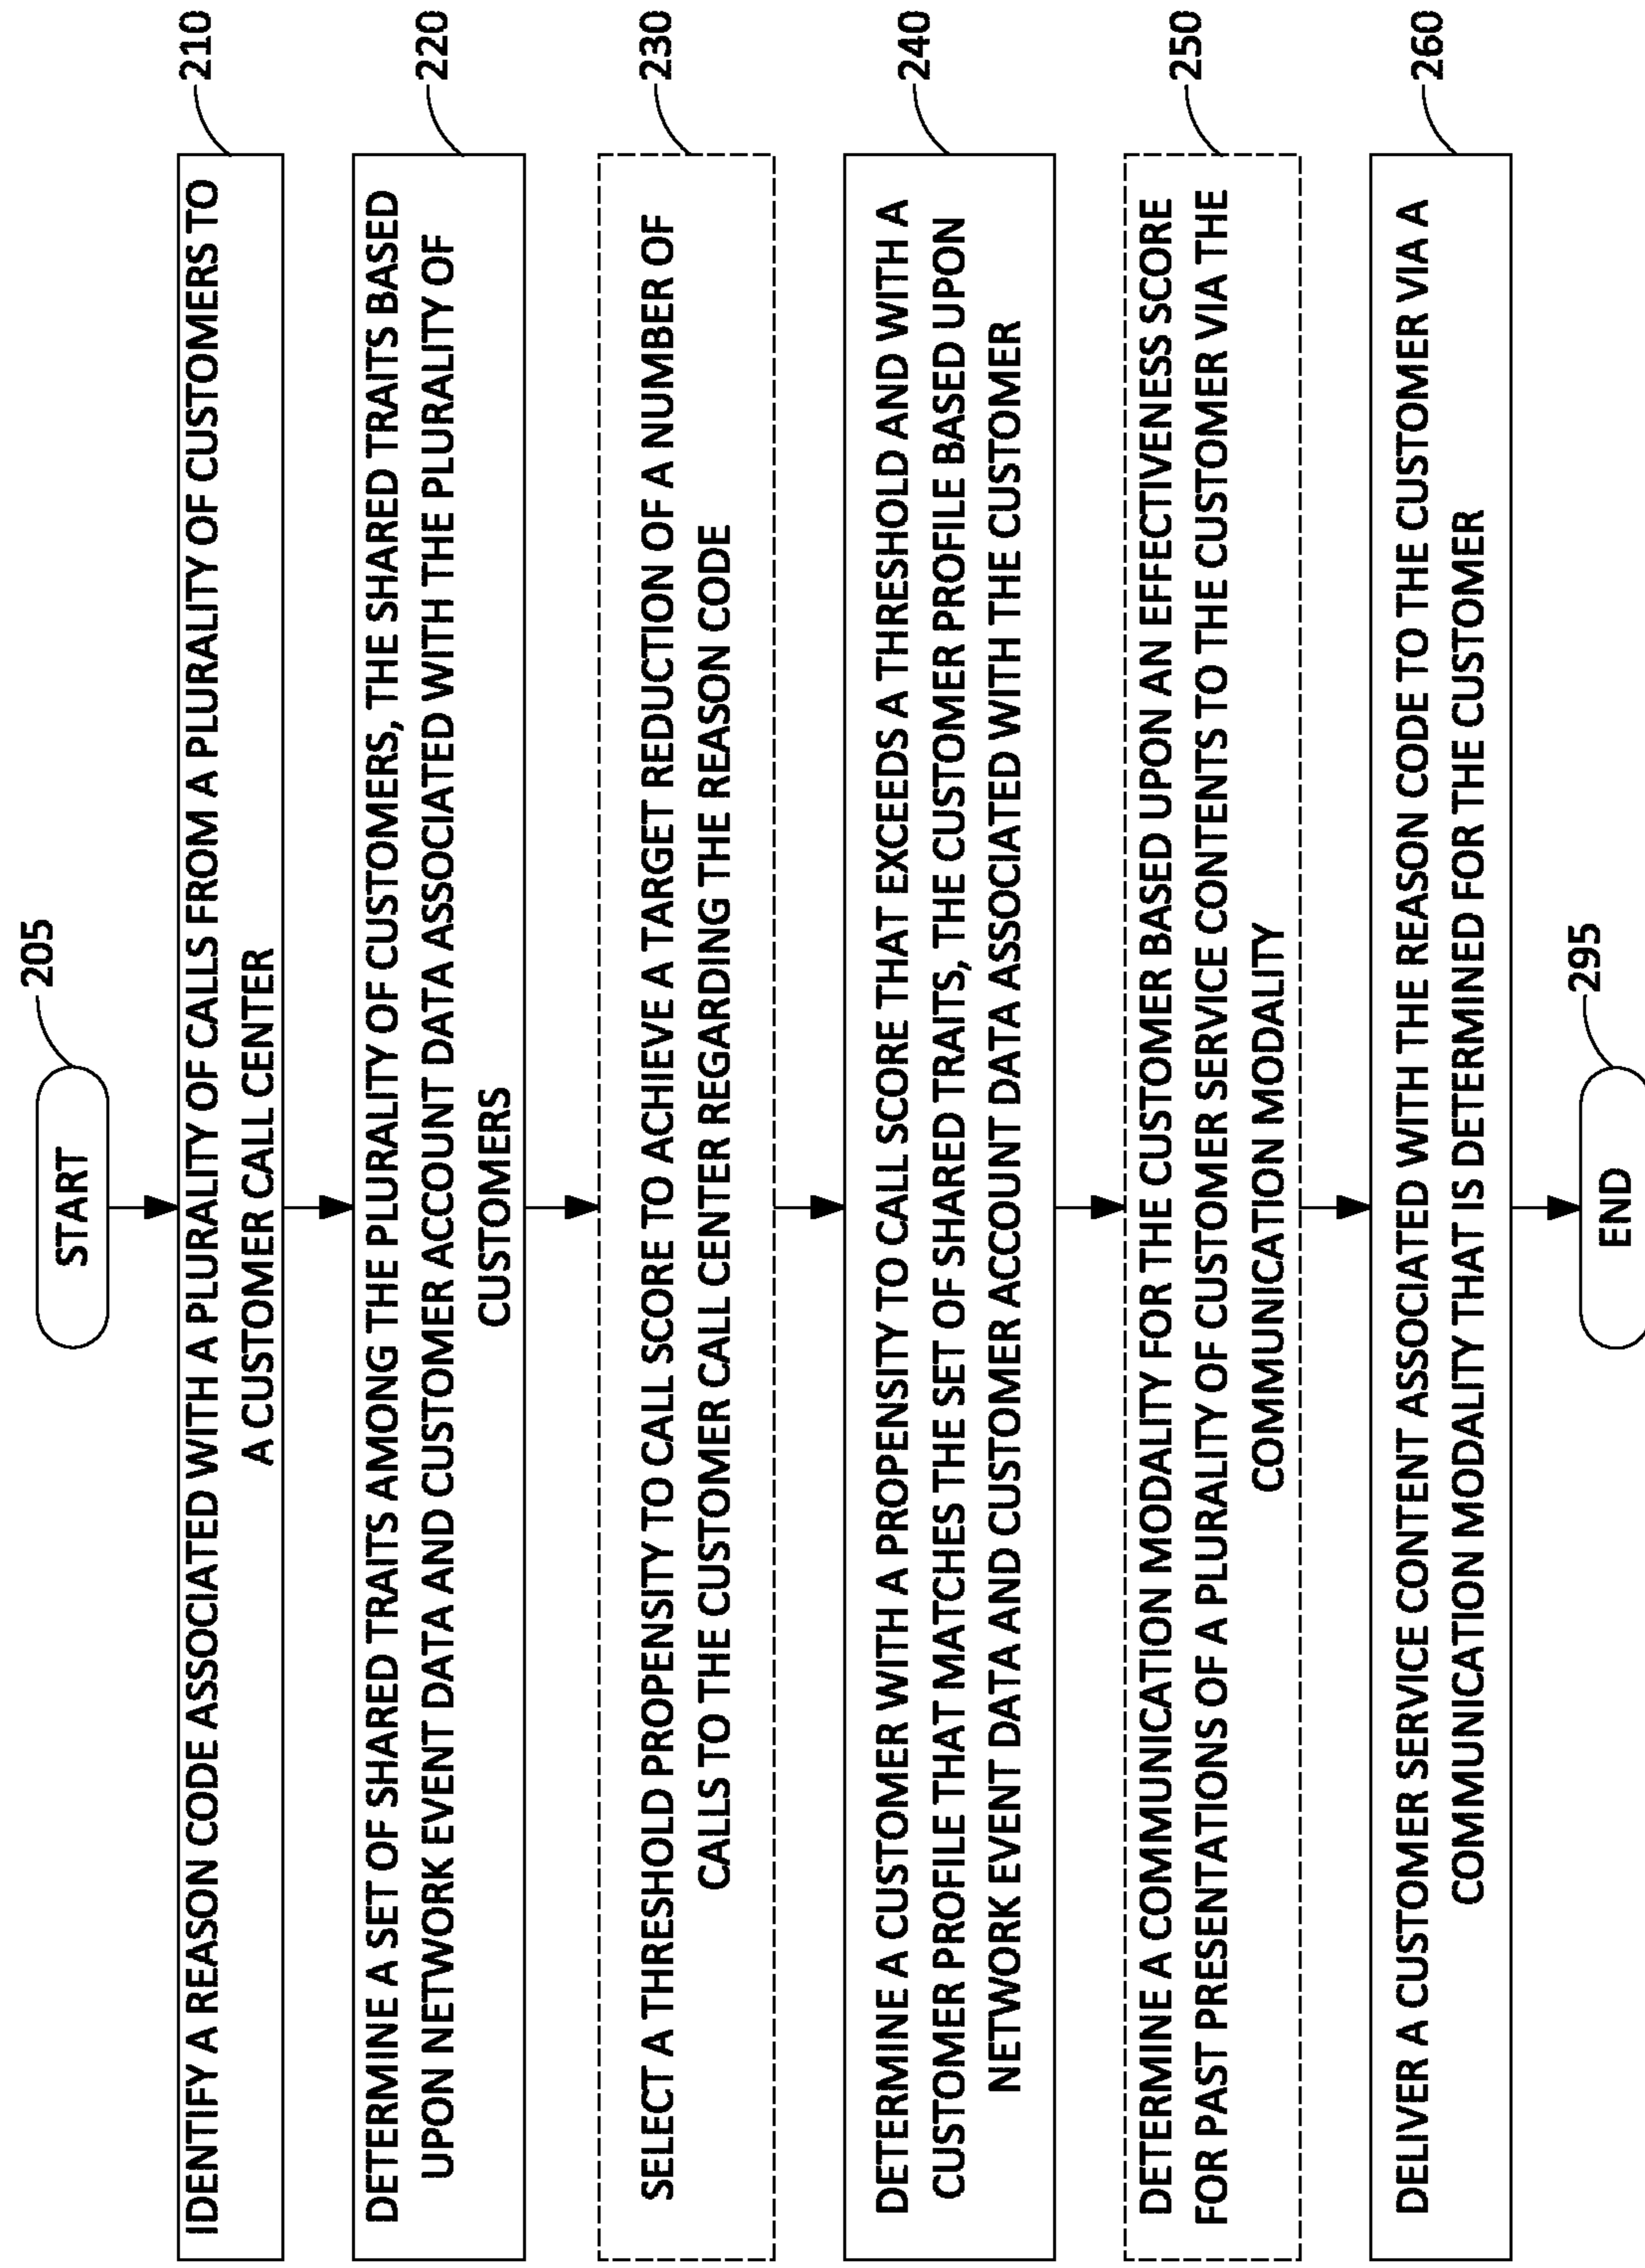 205
START
210
IDENTIFY A REASON CODE ASSOCIATED WITH A PLURALITY OF CALLS FROM A PLURALITY OF CUSTOMERS TO
A CUSTOMER CALL CENTER
220
DETERMINE A SET OF SHARED TRAITS AMONG THE PLURALITY OF CUSTOMERS, THE SHARED TRAITS BASED
UPON NETWORK EVENT DATA AND CUSTOMER ACCOUNT DATA ASSOCIATED WITH THE PLURALITY OF
CUSTOMERS
230
SELECT A THRESHOLD PROPENSITY TO CALL SCORE TO ACHIEVE A TARGET REDUCTION OF A NUMBER OF
CALLS TO THE CUSTOMER CALL CENTER REGARDING THE REASON CODE
240
DETERMINE A CUSTOMER WITH A PROPENSITY TO CALL SCORE THAT EXCEEDS A THRESHOLD AND WITH A
CUSTOMER PROFILE THAT MATCHES THE SET OF SHARED TRAITS, THE CUSTOMER PROFILE BASED UPON
NETWORK EVENT DATA AND CUSTOMER ACCOUNT DATA ASSOCIATED WITH THE CUSTOMER
250
DETERMINE A COMMUNICATION MODALITY FOR THE CUSTOMER BASED UPON AN EFFECTIVENESS SCORE
FOR PAST PRESENTATIONS OF A PLURALITY OF CUSTOMER SERVICE CONTENTS TO THE CUSTOMER VIA THE
COMMUNICATION MODALITY
260
DELIVER A CUSTOMER SERVICE CONTENT ASSOCIATED WITH THE REASON CODE TO THE CUSTOMER VIA A
COMMUNICATION MODALITY THAT IS DETERMINED FOR THE CUSTOMER
295
END